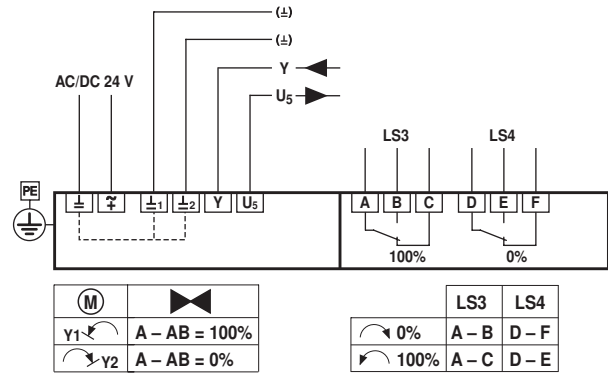 (⊥)
(⊥)
Y
AC/DC 24 V
U5
LS3 LS4
PE
⊥ ~+ ⊥1 ⊥2 Y U5 A B C D E F
100% 0%
M
Y1 A – AB = 100%
Y2 A – AB = 0%
LS3 LS4
0% A – B D – F
100% A – C D – E